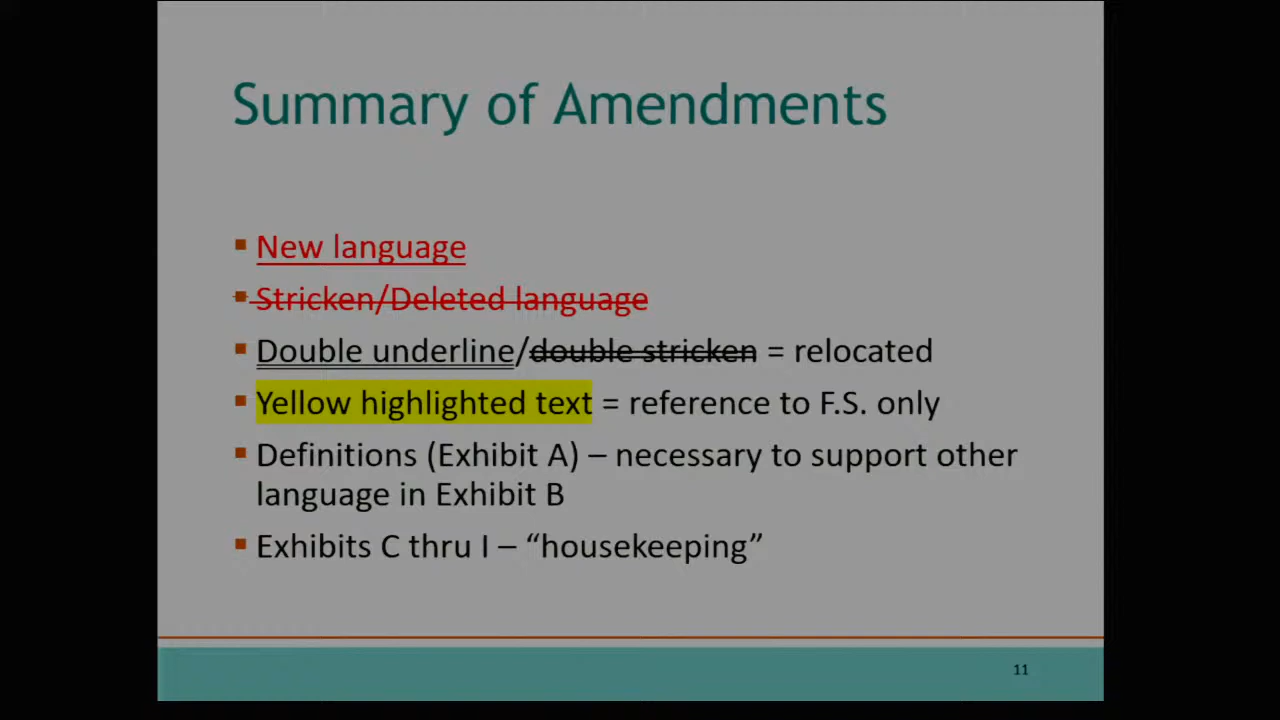 Summary of Amendments
▪ New language
▪ Stricken/Deleted language
▪ Double underline/double stricken = relocated
▪ Yellow highlighted text = reference to F.S. only
▪ Definitions (Exhibit A) – necessary to support other
language in Exhibit B
▪ Exhibits C thru I – “housekeeping”
11